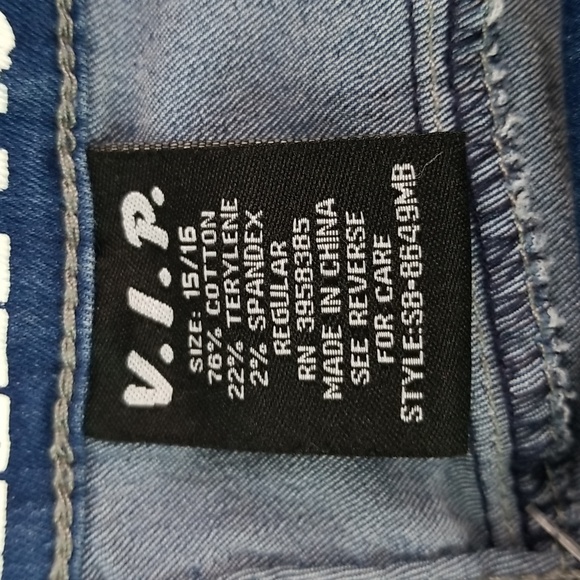 V.I.P.
SIZE: 15/16
76% COTTON
22% TERYLENE
2% SPANDEX
REGULAR
RN 3958385
MADE IN CHINA
SEE REVERSE
FOR CARE
STYLE:SB-8649MB